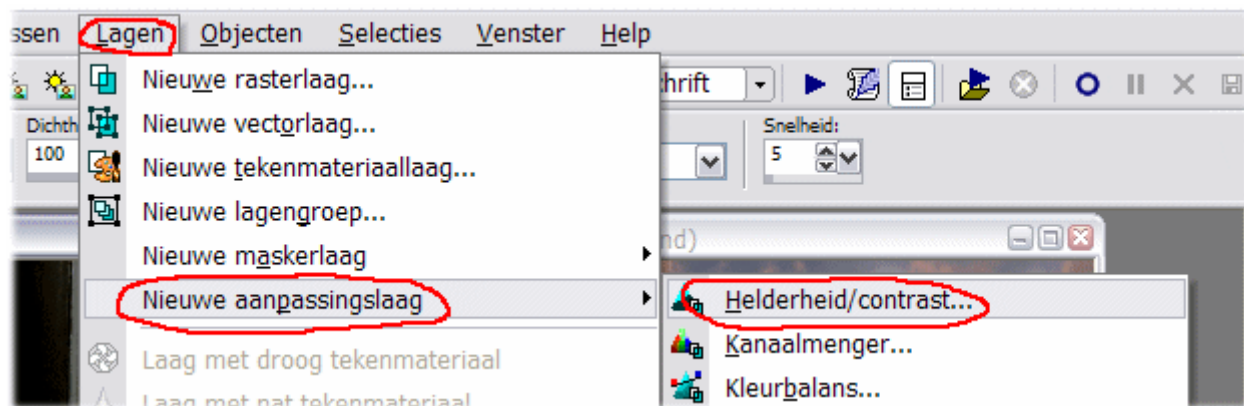 ssen Lagen Objecten Selecties Venster Help
Nieuwe rasterlaag...
hrift
Dichth
Nieuwe vectorlaag...
Snelheid:
100
5
Nieuwe tekenmateriaallaag...
Nieuwe lagengroep...
nd)
Nieuwe maskerlaag
Nieuwe aanpassingslaag
Helderheid/contrast...
Kanaalmenger...
Laag met droog tekenmateriaal
Kleurbalans...
Laag met nat tekenmateriaal